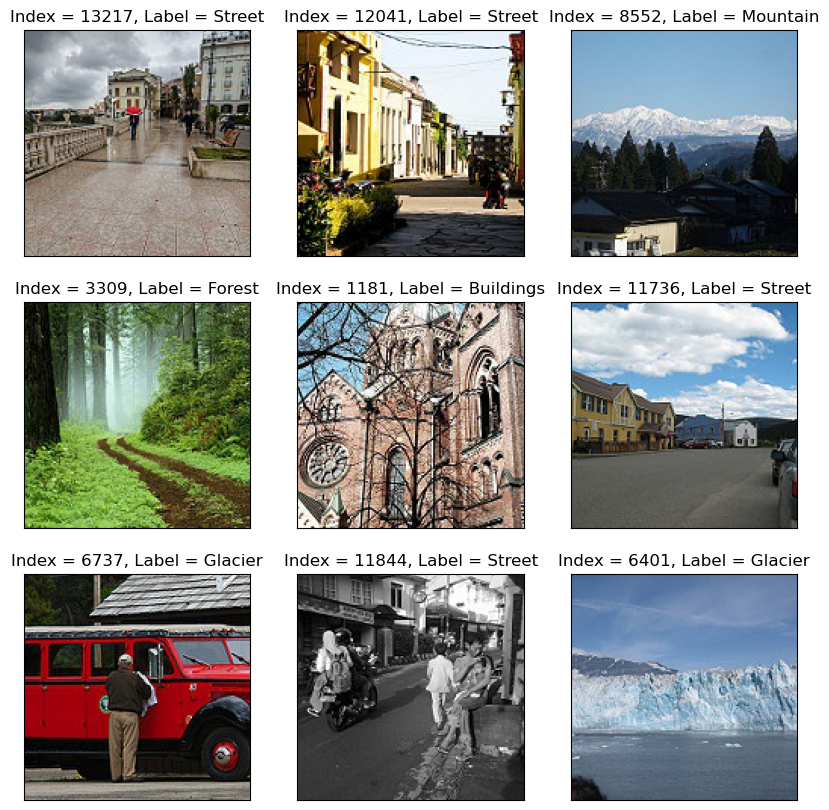 Index = 13217, Label = Street
Index = 12041, Label = Street
Index = 8552, Label = Mountain
Index = 3309, Label = Forest
Index = 1181, Label = Buildings
Index = 11736, Label = Street
Index = 6737, Label = Glacier
Index = 11844, Label = Street
Index = 6401, Label = Glacier